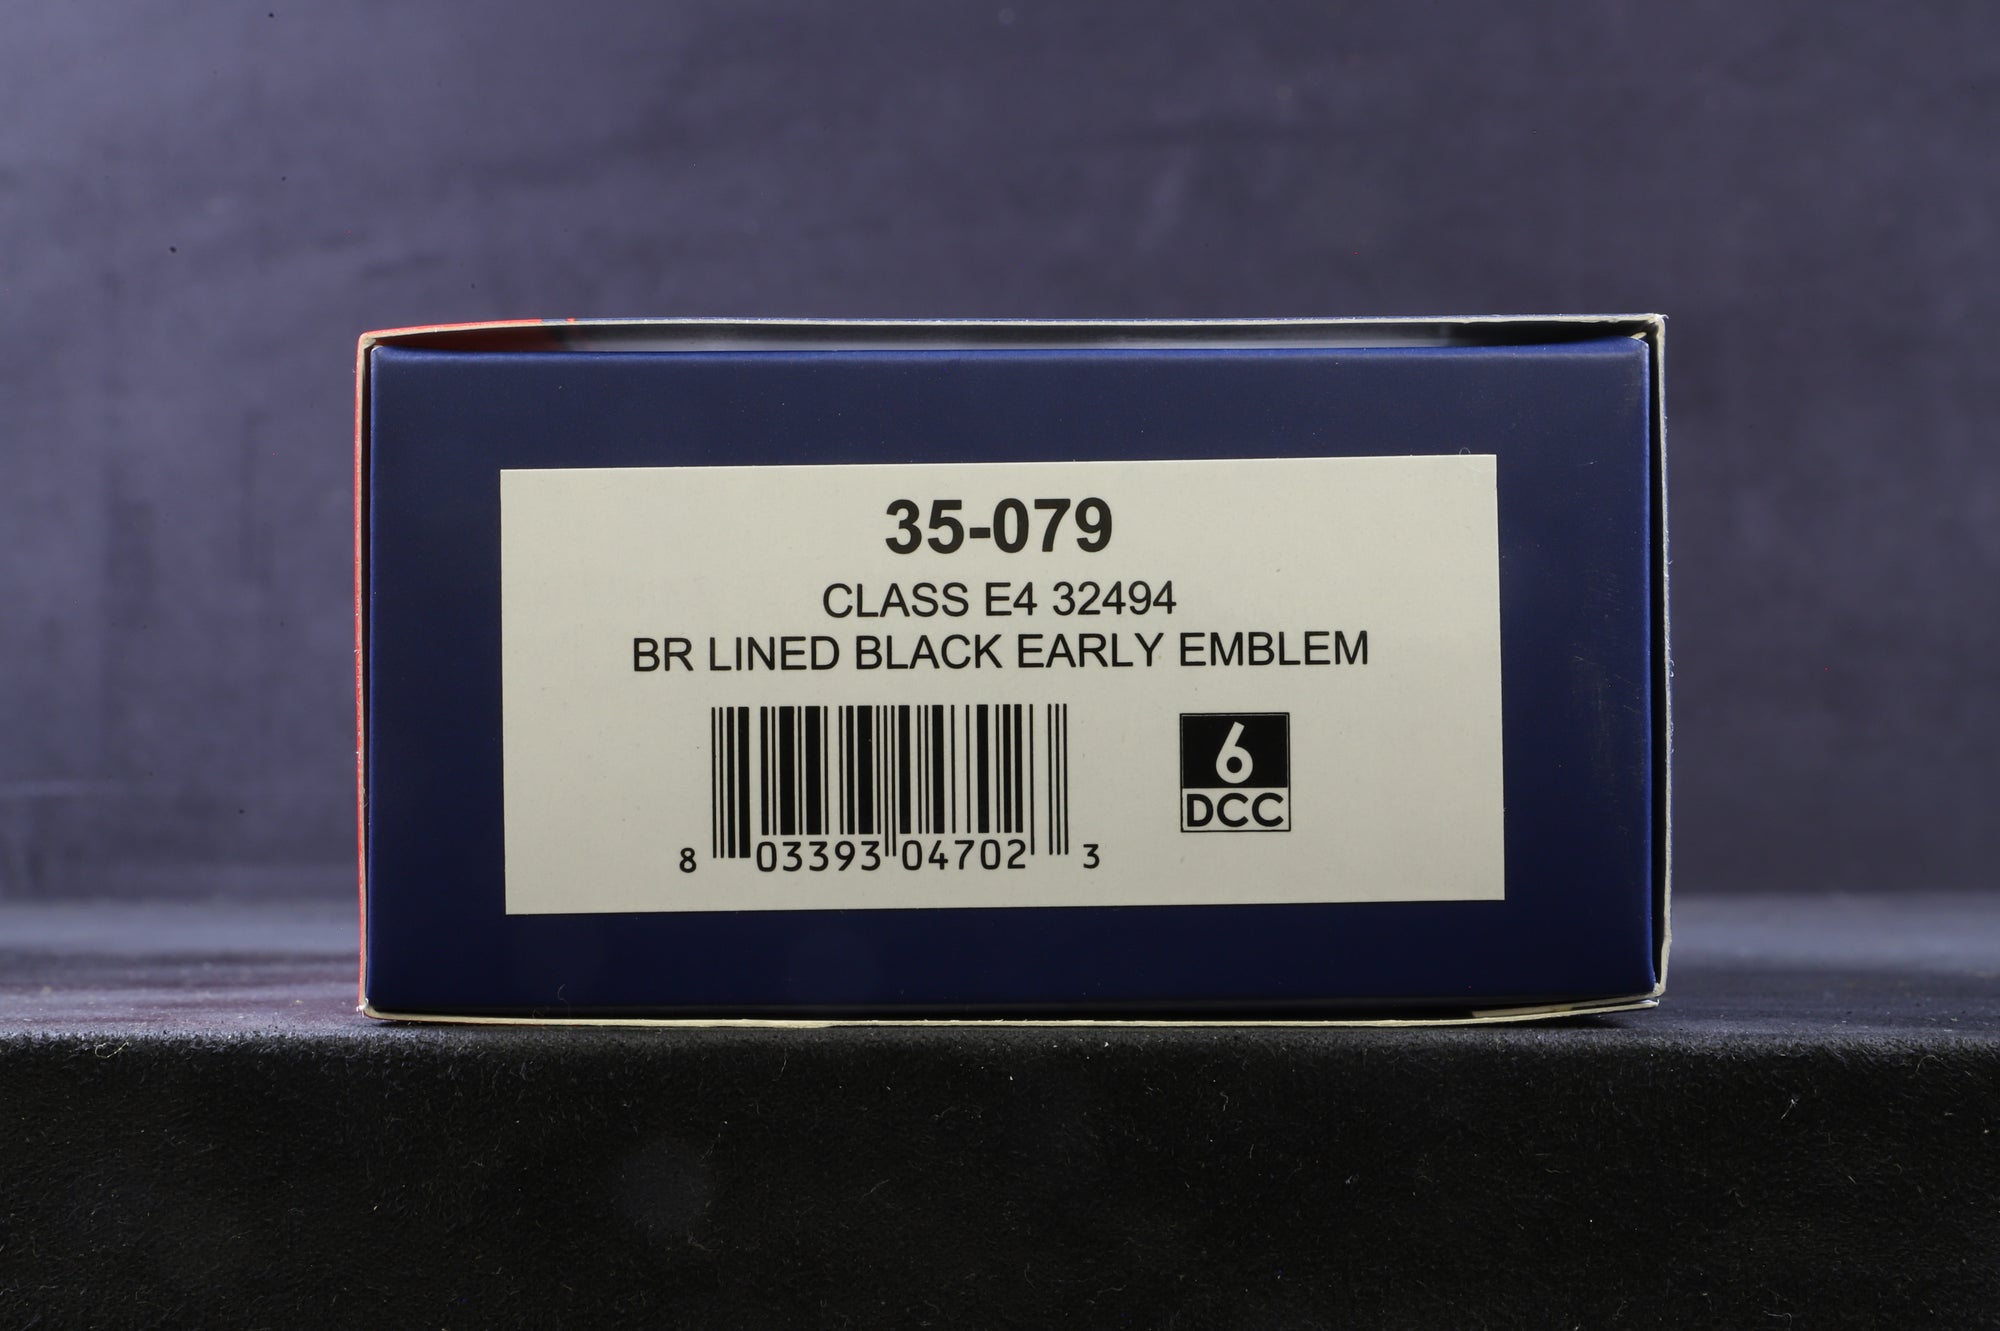 35-079
CLASS E4 32494
BR LINED BLACK EARLY EMBLEM
6
DCC
8 03393 04702 3